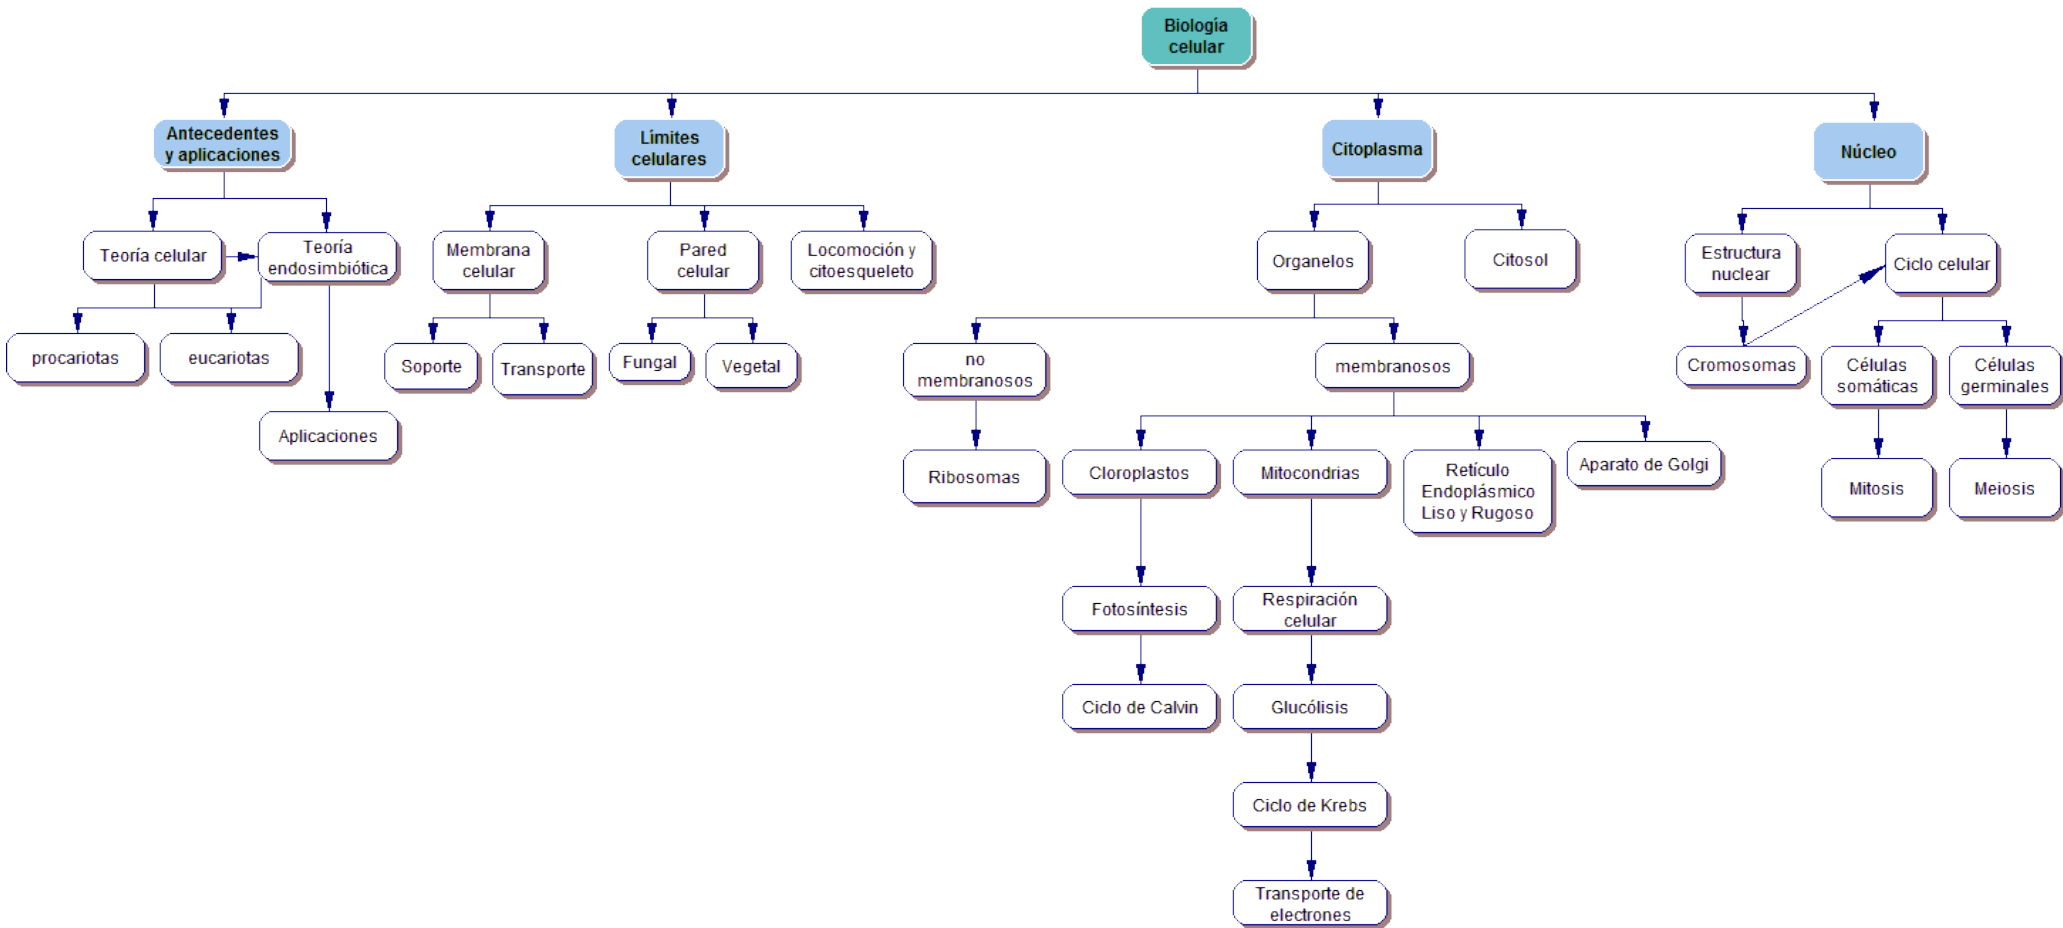 Biología
celular
Antecedentes
y aplicaciones
Límites
celulares
Citoplasma
Núcleo
Teoría celular
Teoría
endosimbiótica
Membrana
celular
Pared
celular
Locomoción y
citoesqueleto
Organelos
Citosol
Estructura
nuclear
Ciclo celular
procariotas
eucariotas
Soporte
Transporte
Fungal
Vegetal
no
membranosos
membranosos
Cromosomas
Células
somáticas
Células
germinales
Aplicaciones
Ribosomas
Cloroplastos
Mitocondrias
Retículo
Endoplásmico
Liso y Rugoso
Aparato de Golgi
Mitosis
Meiosis
Fotosíntesis
Respiración
celular
Ciclo de Calvin
Glucólisis
Ciclo de Krebs
Transporte de
electrones